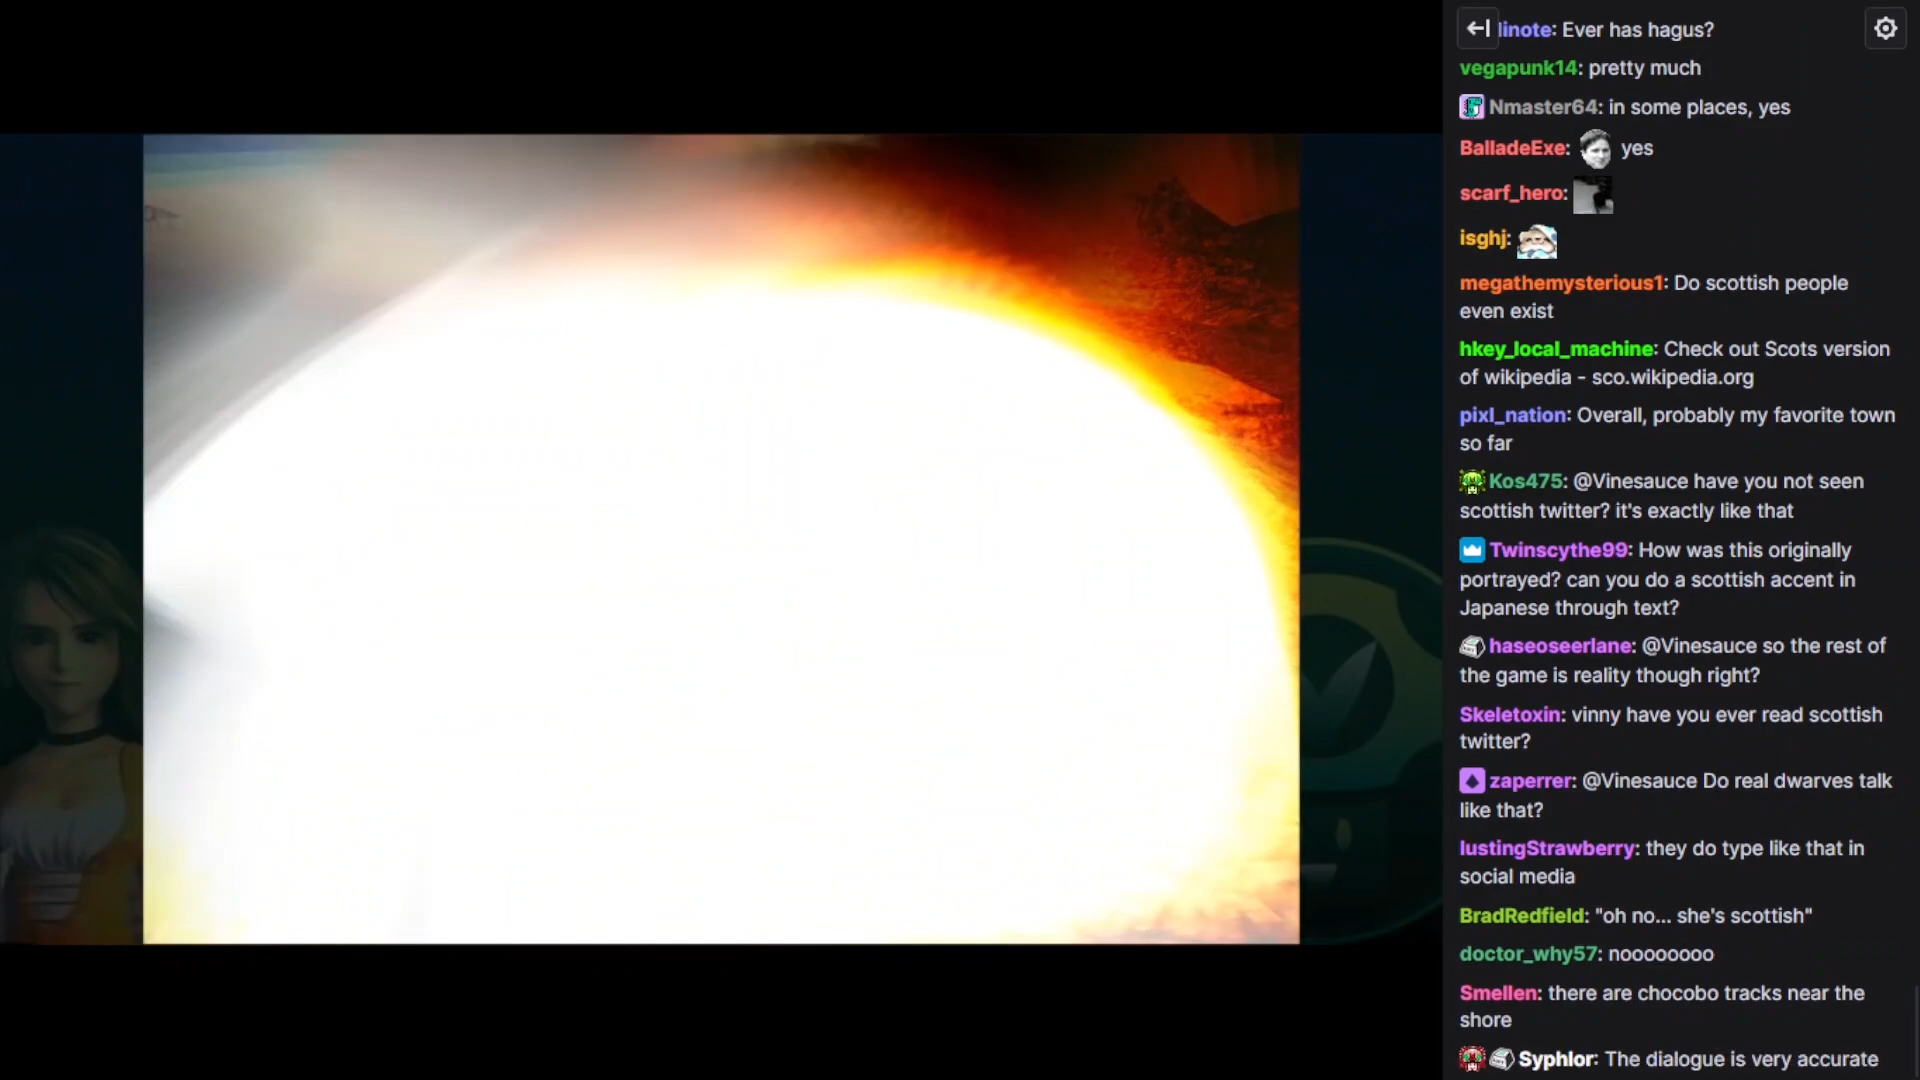 linote: Ever has hagus?
vegapunk14: pretty much
Nmaster64: in some places, yes
BalladeExe: yes
scarf_hero:
isghj:
megathemysterious1: Do scottish people
even exist
hkey_local_machine: Check out Scots version
of wikipedia - sco.wikipedia.org
pixl_nation: Overall, probably my favorite town
so far
Kos475: @Vinesauce have you not seen
scottish twitter? it's exactly like that
Twinscythe99: How was this originally
portrayed? can you do a scottish accent in
Japanese through text?
haseoseerlane: @Vinesauce so the rest of
the game is reality though right?
Skeletoxin: vinny have you ever read scottish
twitter?
zaperrer: @Vinesauce Do real dwarves talk
like that?
lustingStrawberry: they do type like that in
social media
BradRedfield: "oh no... she's scottish"
doctor_why57: noooooooo
Smellen: there are chocobo tracks near the
shore
Syphlor: The dialogue is very accurate